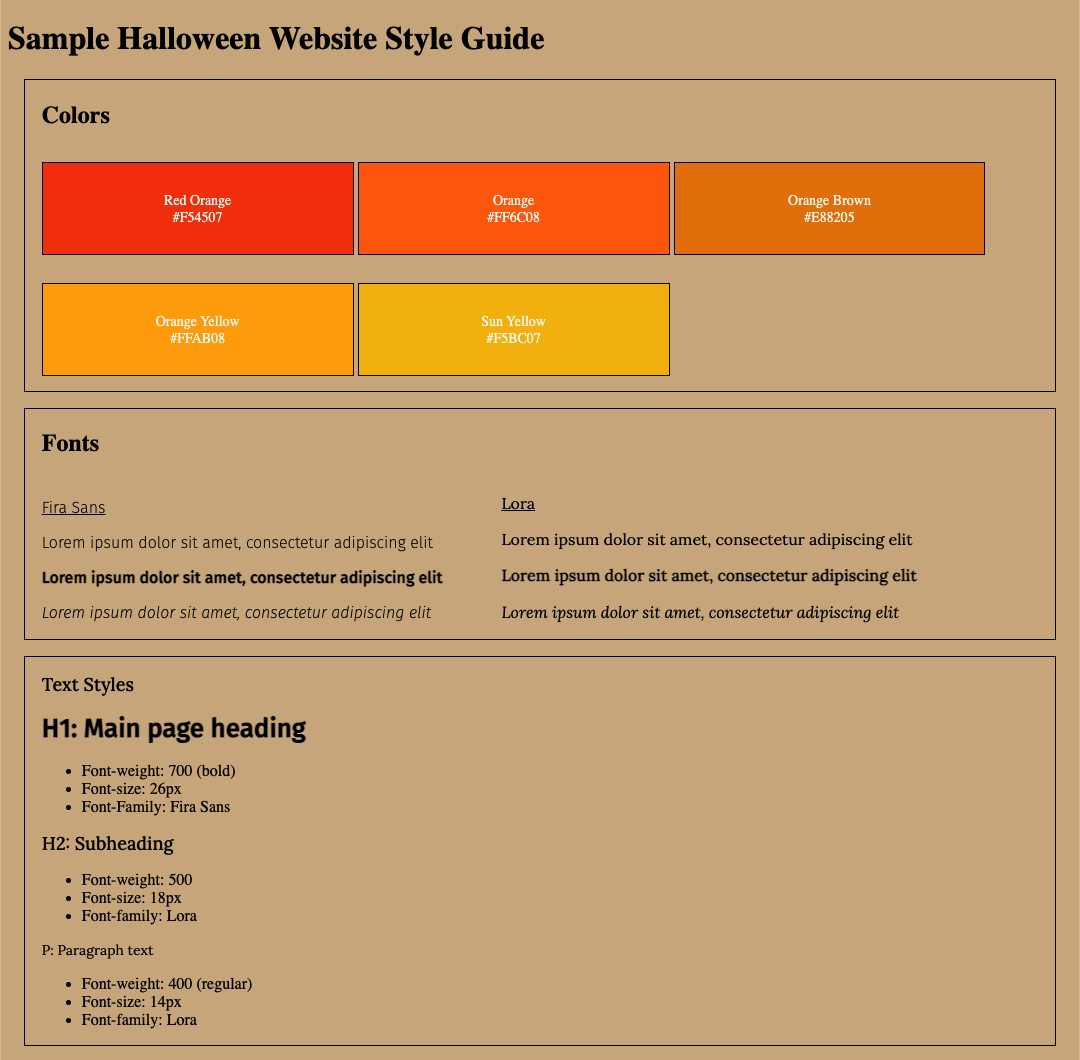 Sample Halloween Website Style Guide
Colors
Red Orange
#F54507
Orange
#FF6C08
Orange Brown
#E88205
Orange Yellow
#FFAB08
Sun Yellow
#F5BC07
Fonts
Fira Sans
Lorem ipsum dolor sit amet, consectetur adipiscing elit
Lorem ipsum dolor sit amet, consectetur adipiscing elit
Lorem ipsum dolor sit amet, consectetur adipiscing elit
Lora
Lorem ipsum dolor sit amet, consectetur adipiscing elit
Lorem ipsum dolor sit amet, consectetur adipiscing elit
Lorem ipsum dolor sit amet, consectetur adipiscing elit
Text Styles
H1: Main page heading
• Font-weight: 700 (bold)
• Font-size: 26px
• Font-Family: Fira Sans
H2: Subheading
• Font-weight: 500
• Font-size: 18px
• Font-family: Lora
P: Paragraph text
• Font-weight: 400 (regular)
• Font-size: 14px
• Font-family: Lora